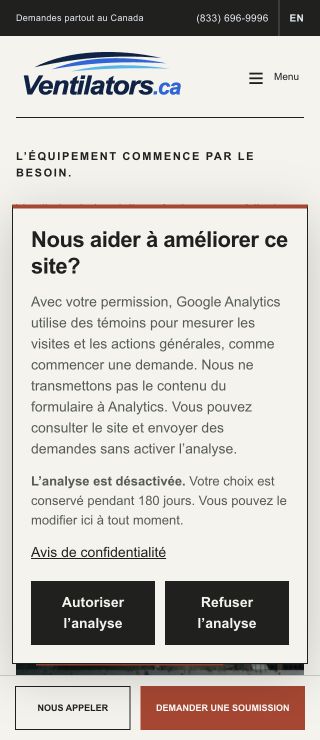 Demandes partout au Canada
(833) 696-9996
EN
Ventilators.ca
Menu
L'ÉQUIPEMENT COMMENCE PAR LE
BESOIN.
Nous aider à améliorer ce
site?
Avec votre permission, Google Analytics
utilise des témoins pour mesurer les
visites et les actions générales, comme
commencer une demande. Nous ne
transmettons pas le contenu du
formulaire à Analytics. Vous pouvez
consulter le site et envoyer des
demandes sans activer l’analyse.
L’analyse est désactivée. Votre choix est
conservé pendant 180 jours. Vous pouvez le
modifier ici à tout moment.
Avis de confidentialité
Autoriser
l’analyse
Refuser
l’analyse
NOUS APPELER
DEMANDER UNE SOUMISSION